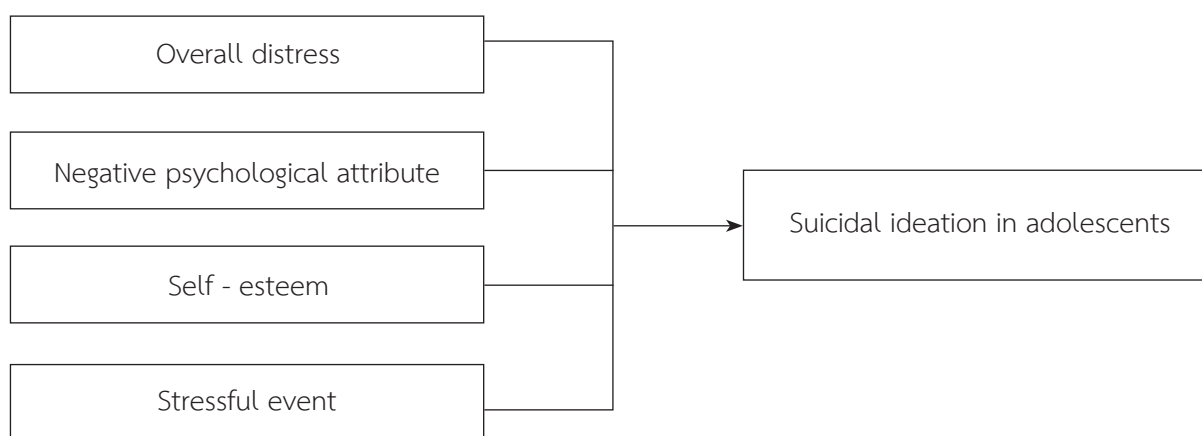 Overall distress
Negative psychological attribute
Self - esteem
Stressful event
Suicidal ideation in adolescents